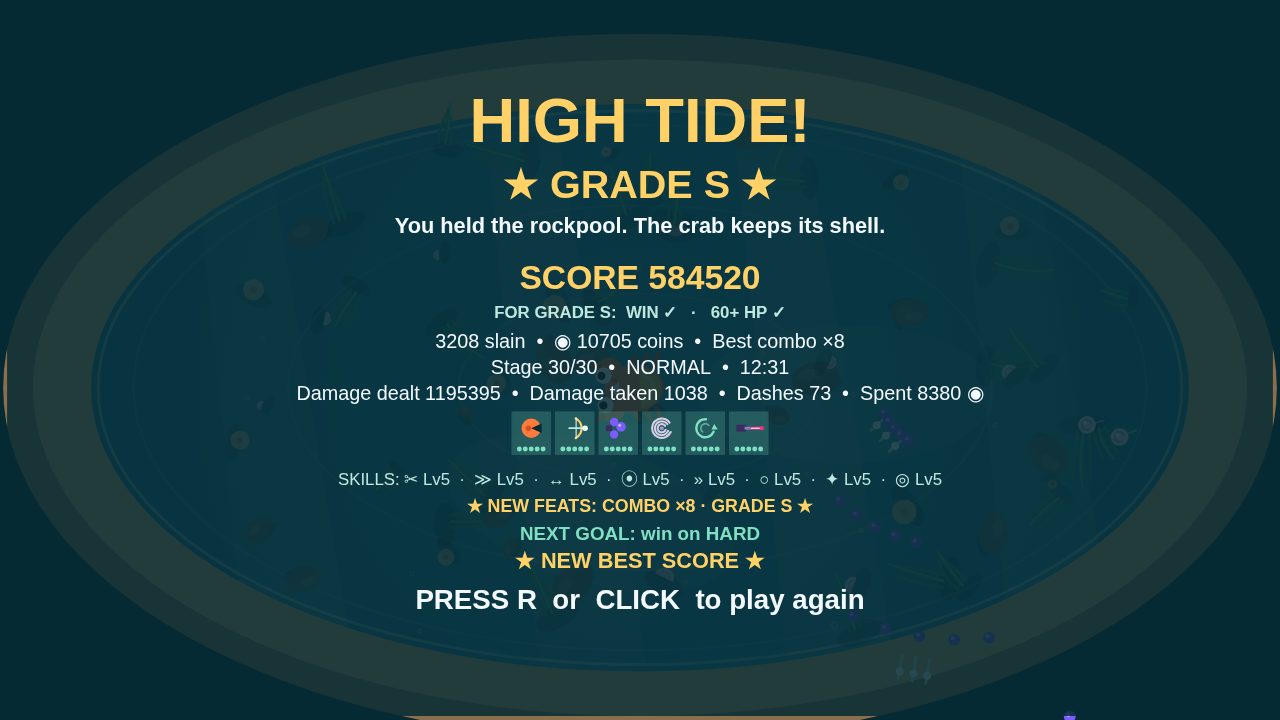 HIGH TIDE!
★ GRADE S ★
You held the rockpool. The crab keeps its shell.
SCORE 584520
FOR GRADE S: WIN ✓ · 60+ HP ✓
3208 slain • ◉ 10705 coins • Best combo ×8
Stage 30/30 • NORMAL • 12:31
Damage dealt 1195395 • Damage taken 1038 • Dashes 73 • Spent 8380 ◉
SKILLS: ✂ Lv5 · ≫ Lv5 · ↔ Lv5 · ⦿ Lv5 · » Lv5 · ○ Lv5 · ✦ Lv5 · ◎ Lv5
★ NEW FEATS: COMBO ×8 · GRADE S ★
NEXT GOAL: win on HARD
★ NEW BEST SCORE ★
PRESS R or CLICK to play again